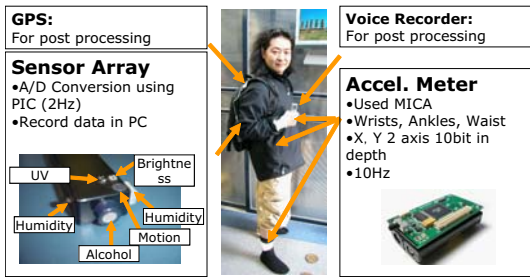 GPS:
For post processing
Sensor Array
•A/D Conversion using
PIC (2Hz)
•Record data in PC
UV
Brightne
ss
Humidity
Humidity
Motion
Alcohol
Voice Recorder:
For post processing
Accel. Meter
•Used MICA
•Wrists, Ankles, Waist
•X, Y 2 axis 10bit in
depth
•10Hz